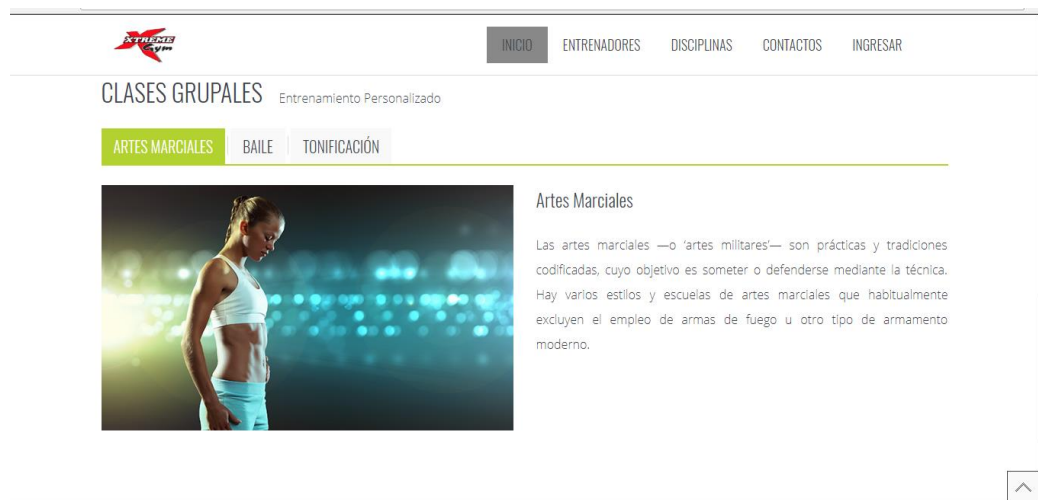 XTREME
Gym
INICIO ENTRENADORES DISCIPLINAS CONTACTOS INGRESAR
CLASES GRUPALES Entrenamiento Personalizado
ARTES MARCIALES BAILE TONIFICACIÓN
Artes Marciales
Las artes marciales —o ‘artes militares’— son prácticas y tradiciones
codificadas, cuyo objetivo es someter o defenderse mediante la técnica.
Hay varios estilos y escuelas de artes marciales que habitualmente
excluyen el empleo de armas de fuego u otro tipo de armamento
moderno.